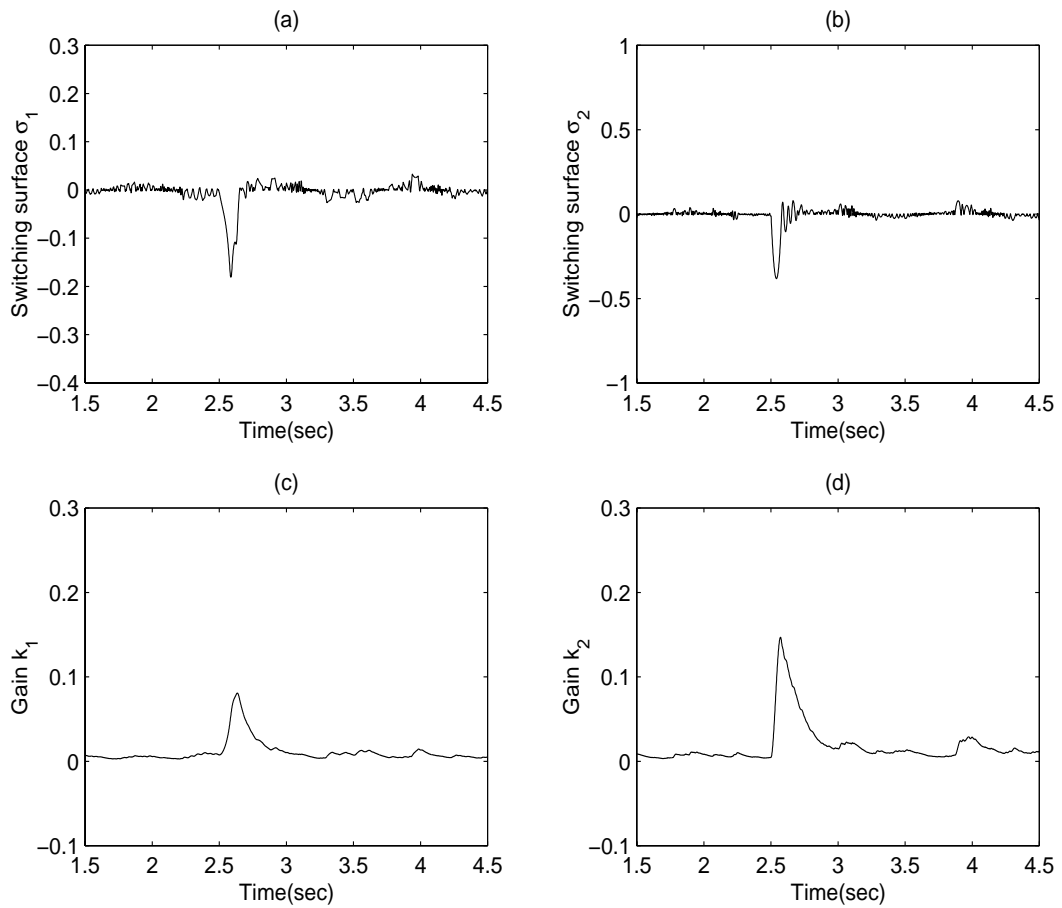 (a)
0.3
0.2
0.1
0
−0.1
−0.2
−0.3
−0.4
Switching surface σ1
1.5 2 2.5 3 3.5 4 4.5
Time(sec)
(b)
1
0.5
0
−0.5
−1
Switching surface σ2
1.5 2 2.5 3 3.5 4 4.5
Time(sec)
(c)
0.3
0.2
0.1
0
−0.1
Gain k1
1.5 2 2.5 3 3.5 4 4.5
Time(sec)
(d)
0.3
0.2
0.1
0
−0.1
Gain k2
1.5 2 2.5 3 3.5 4 4.5
Time(sec)